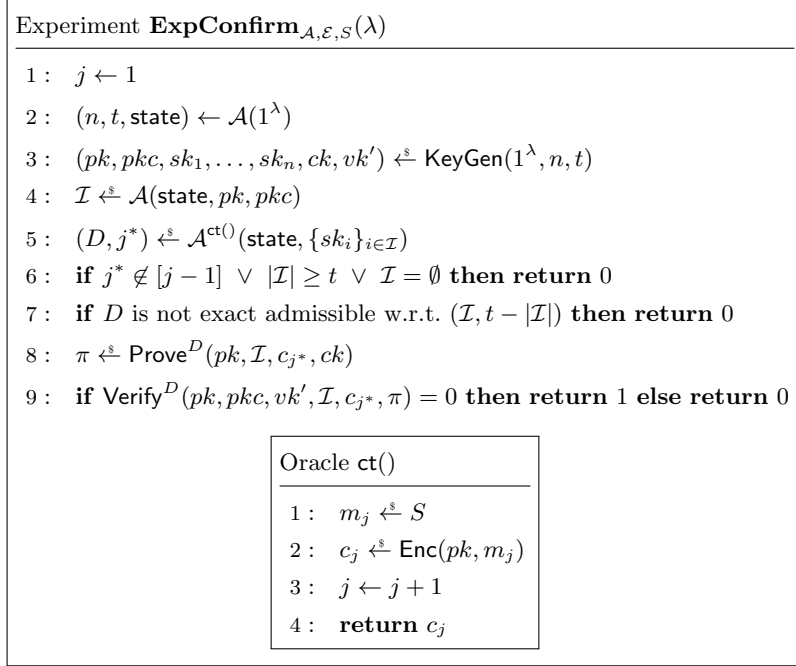 Experiment ExpConfirm_{𝒜,ℰ,S}(λ)
1 : j ← 1
2 : (n, t, state) ← 𝒜(1^λ)
3 : (pk, pkc, sk_1, . . . , sk_n, ck, vk′) ←$ KeyGen(1^λ, n, t)
4 : ℐ ←$ 𝒜(state, pk, pkc)
5 : (D, j*) ←$ 𝒜^{ct()}(state, {sk_i}_{i∈ℐ})
6 : if j* ∉ [j − 1] ∨ |ℐ| ≥ t ∨ ℐ = ∅ then return 0
7 : if D is not exact admissible w.r.t. (ℐ, t − |ℐ|) then return 0
8 : π ←$ Prove^D(pk, ℐ, c_{j*}, ck)
9 : if Verify^D(pk, pkc, vk′, ℐ, c_{j*}, π) = 0 then return 1 else return 0
Oracle ct()
1 : m_j ←$ S
2 : c_j ←$ Enc(pk, m_j)
3 : j ← j + 1
4 : return c_j